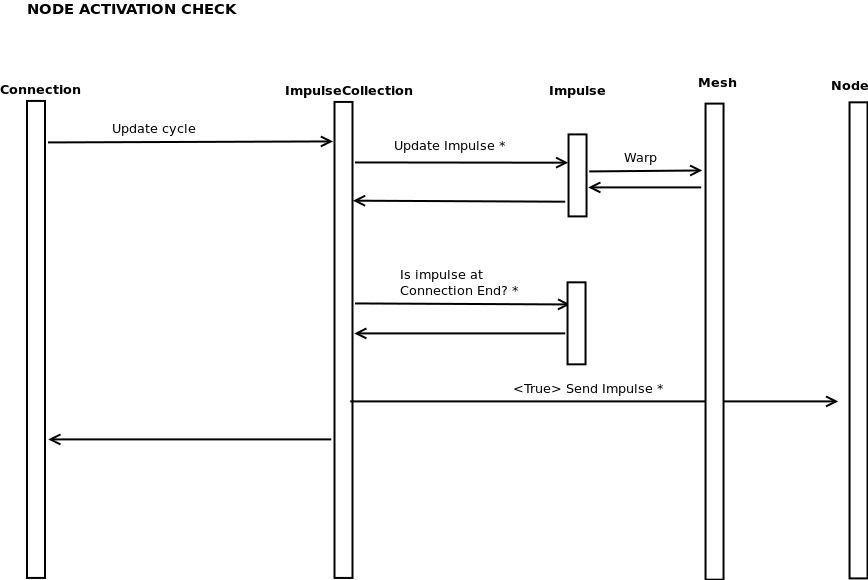 NODE ACTIVATION CHECK
Connection
ImpulseCollection
Impulse
Mesh
Node
Update cycle
Update Impulse *
Warp
Is impulse at
Connection End? *
<True> Send Impulse *